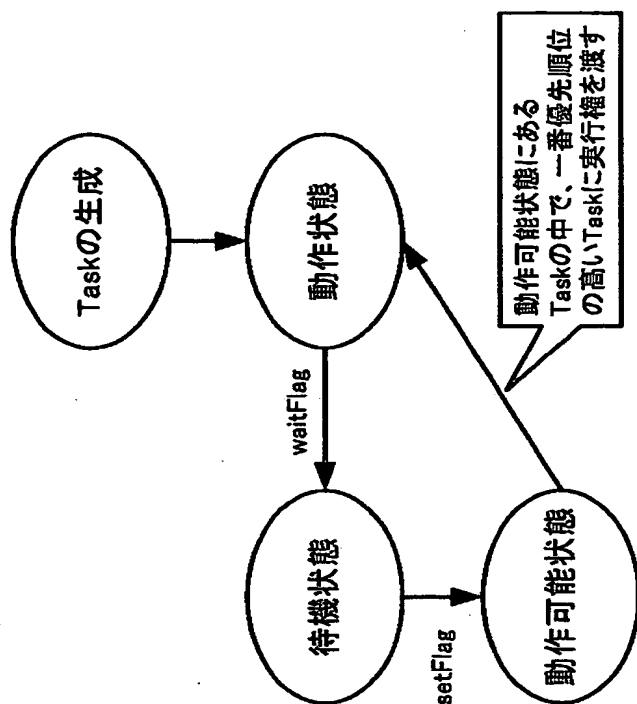 Taskの生成
動作状態
waitFlag
待機状態
setFlag
動作可能状態
動作可能状態にある
Taskの中で、一番優先順位
の高いTaskに実行権を渡す